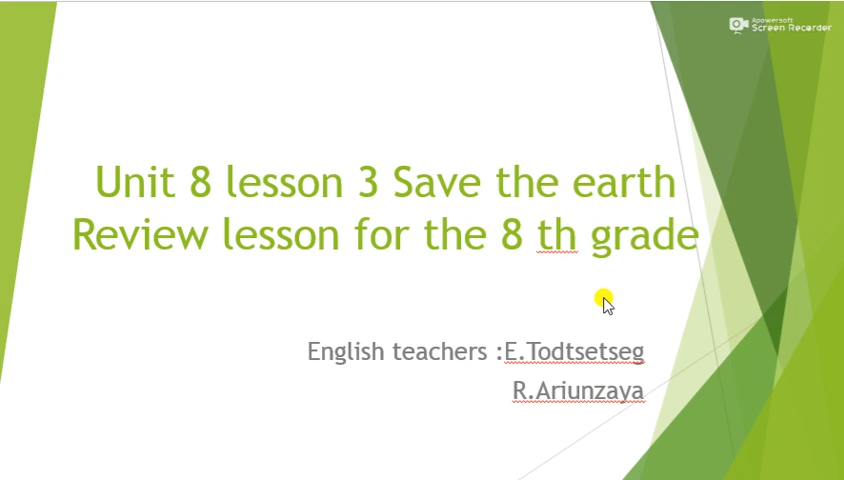 Apowersoft
Screen Recorder
Unit 8 lesson 3 Save the earth
Review lesson for the 8 th grade
English teachers :E.Todtsetseg
R.Ariunzaya